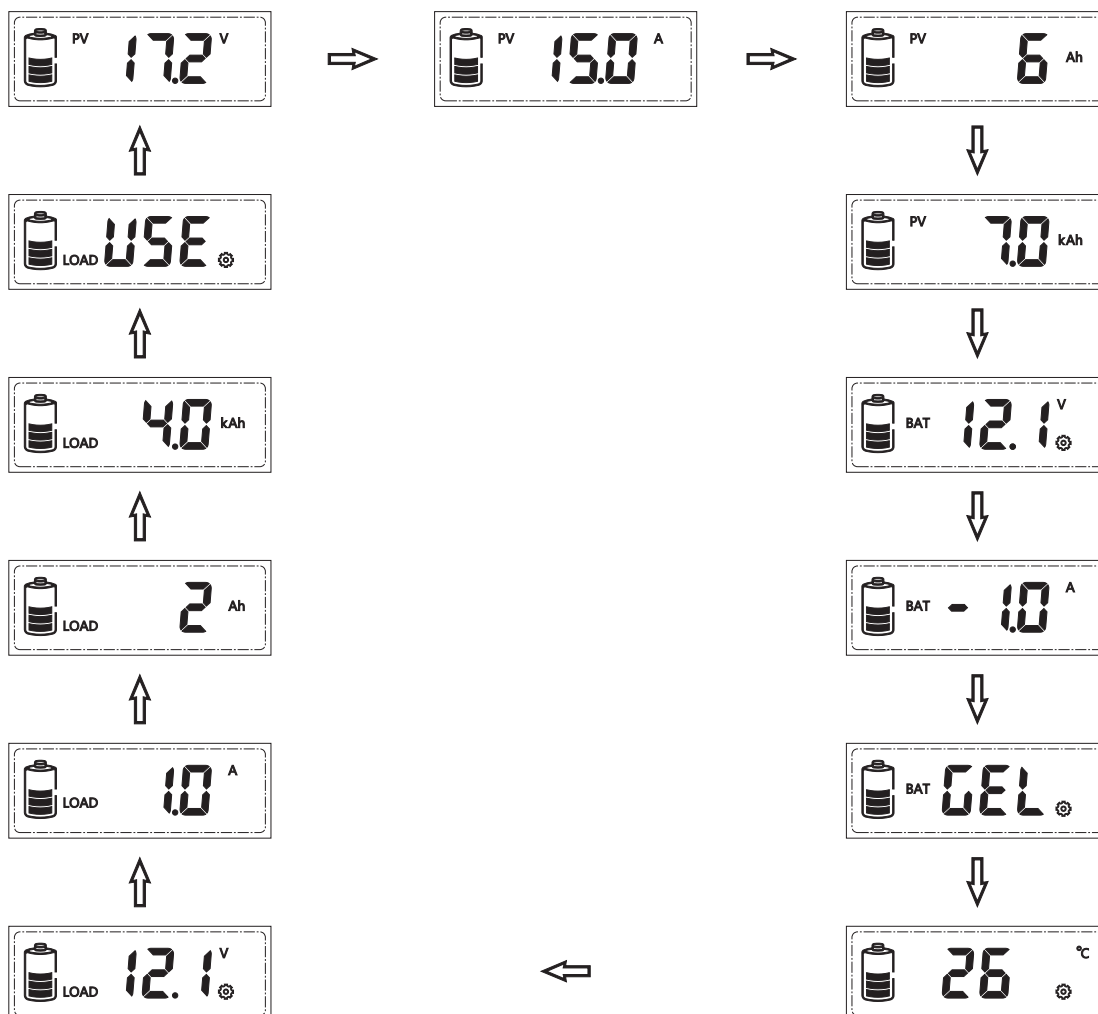 PV 17.2 V
PV 15.0 A
PV 6 Ah
LOAD USE
PV 7.0 kAh
LOAD 4.0 kAh
BAT 12.1 V
LOAD 2 Ah
BAT - 1.0 A
LOAD 1.0 A
BAT GEL
LOAD 12.1 V
26 °C